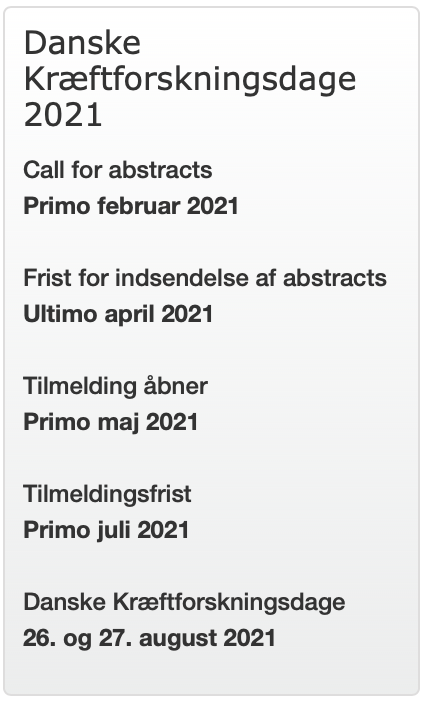 Danske
Kræftforskningsdage
2021
Call for abstracts
Primo februar 2021
Frist for indsendelse af abstracts
Ultimo april 2021
Tilmelding åbner
Primo maj 2021
Tilmeldingsfrist
Primo juli 2021
Danske Kræftforskningsdage
26. og 27. august 2021